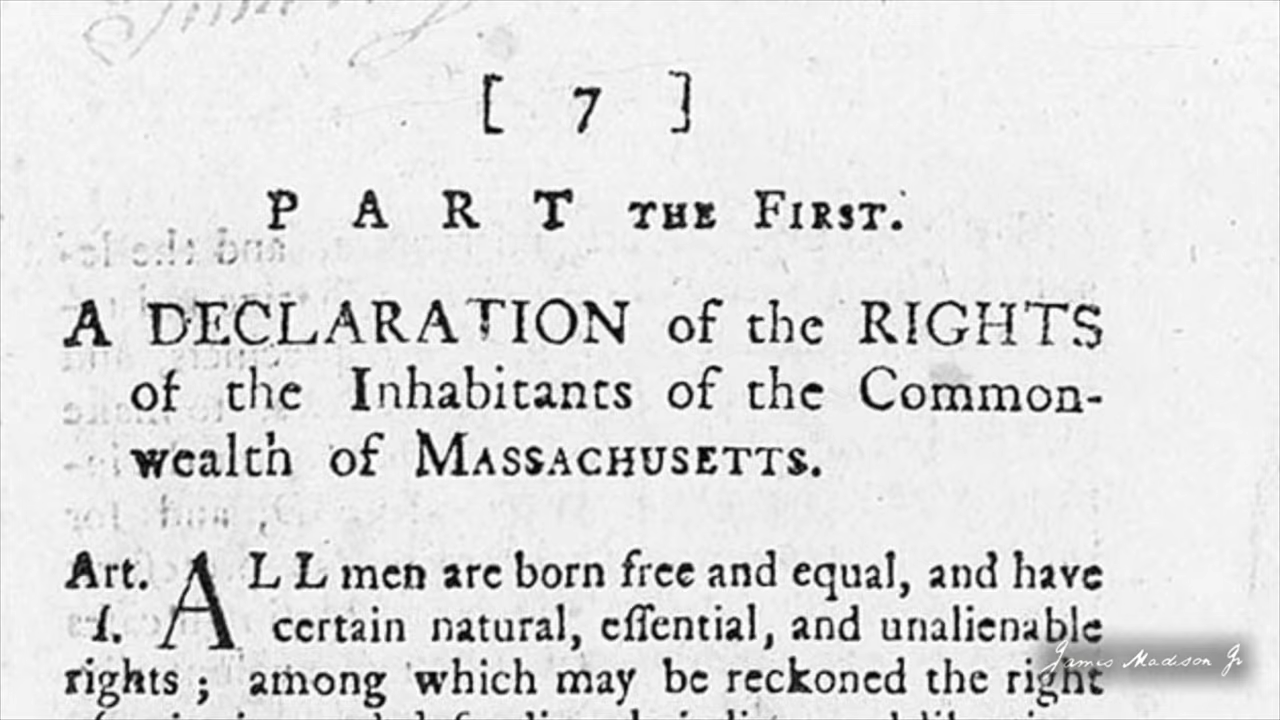 [ 7 ]
PART THE FIRST.
A DECLARATION of the RIGHTS
of the Inhabitants of the Common-
wealth of MASSACHUSETTS.
Art. ALL men are born free and equal, and have
I. certain natural, eſſential, and unalienable
rights; among which may be reckoned the right
James Madison Jr